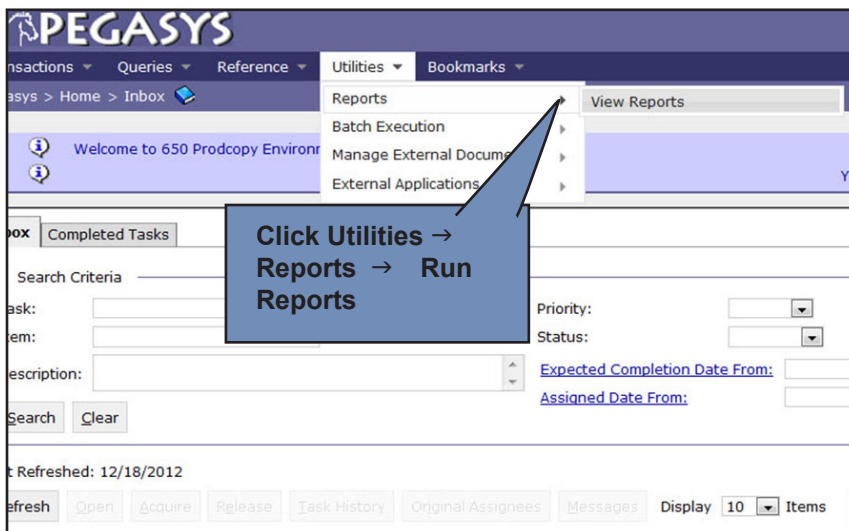 PEGASYS
nsactions Queries Reference Utilities Bookmarks
asys > Home > Inbox
Reports View Reports
Batch Execution
Welcome to 650 Prodcopy Environr
Manage External Docume
External Applications
Y
box Completed Tasks
Click Utilities → Reports → Run Reports
Search Criteria
ask: Priority:
tem: Status:
escription: Expected Completion Date From:
Assigned Date From:
Search Clear
t Refreshed: 12/18/2012
efresh Open Acquire Release Task History Original Assignees Messages Display 10 Items